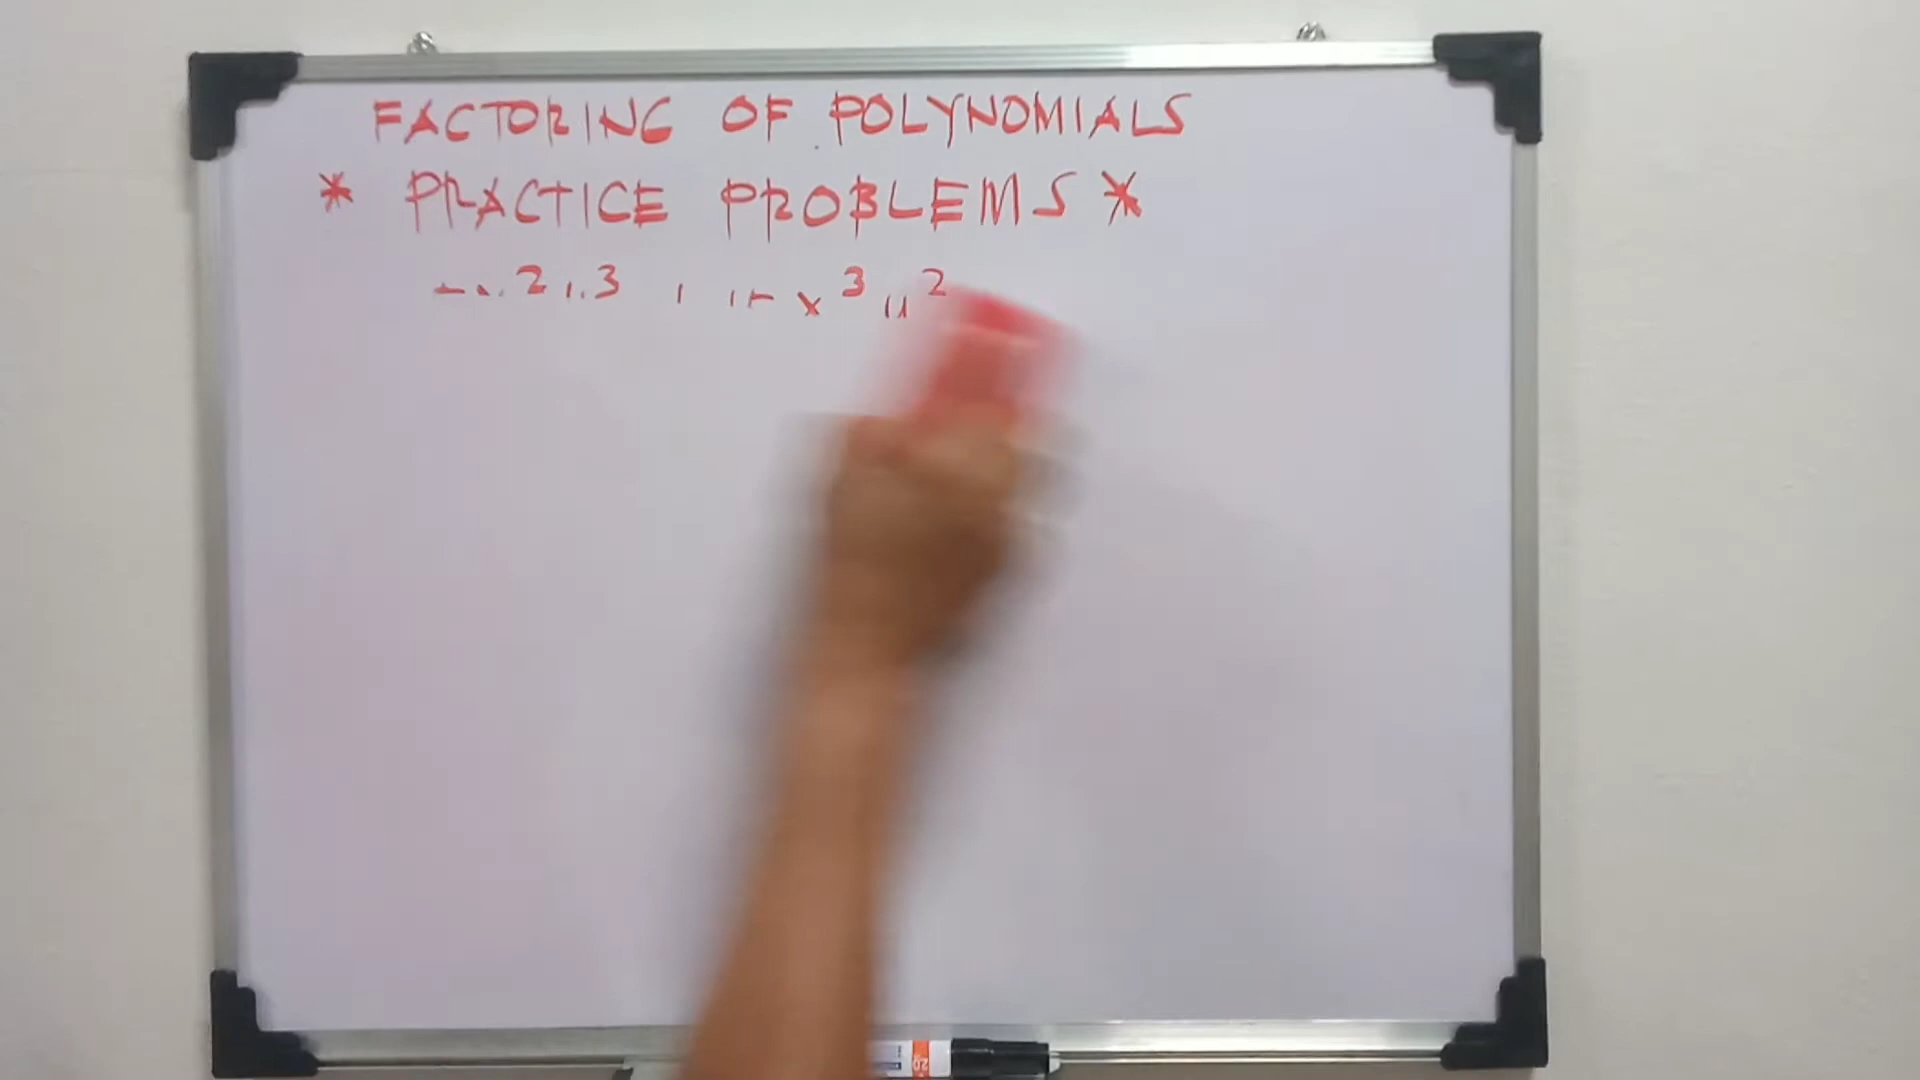 FACTORING OF POLYNOMIALS
* PRACTICE PROBLEMS *